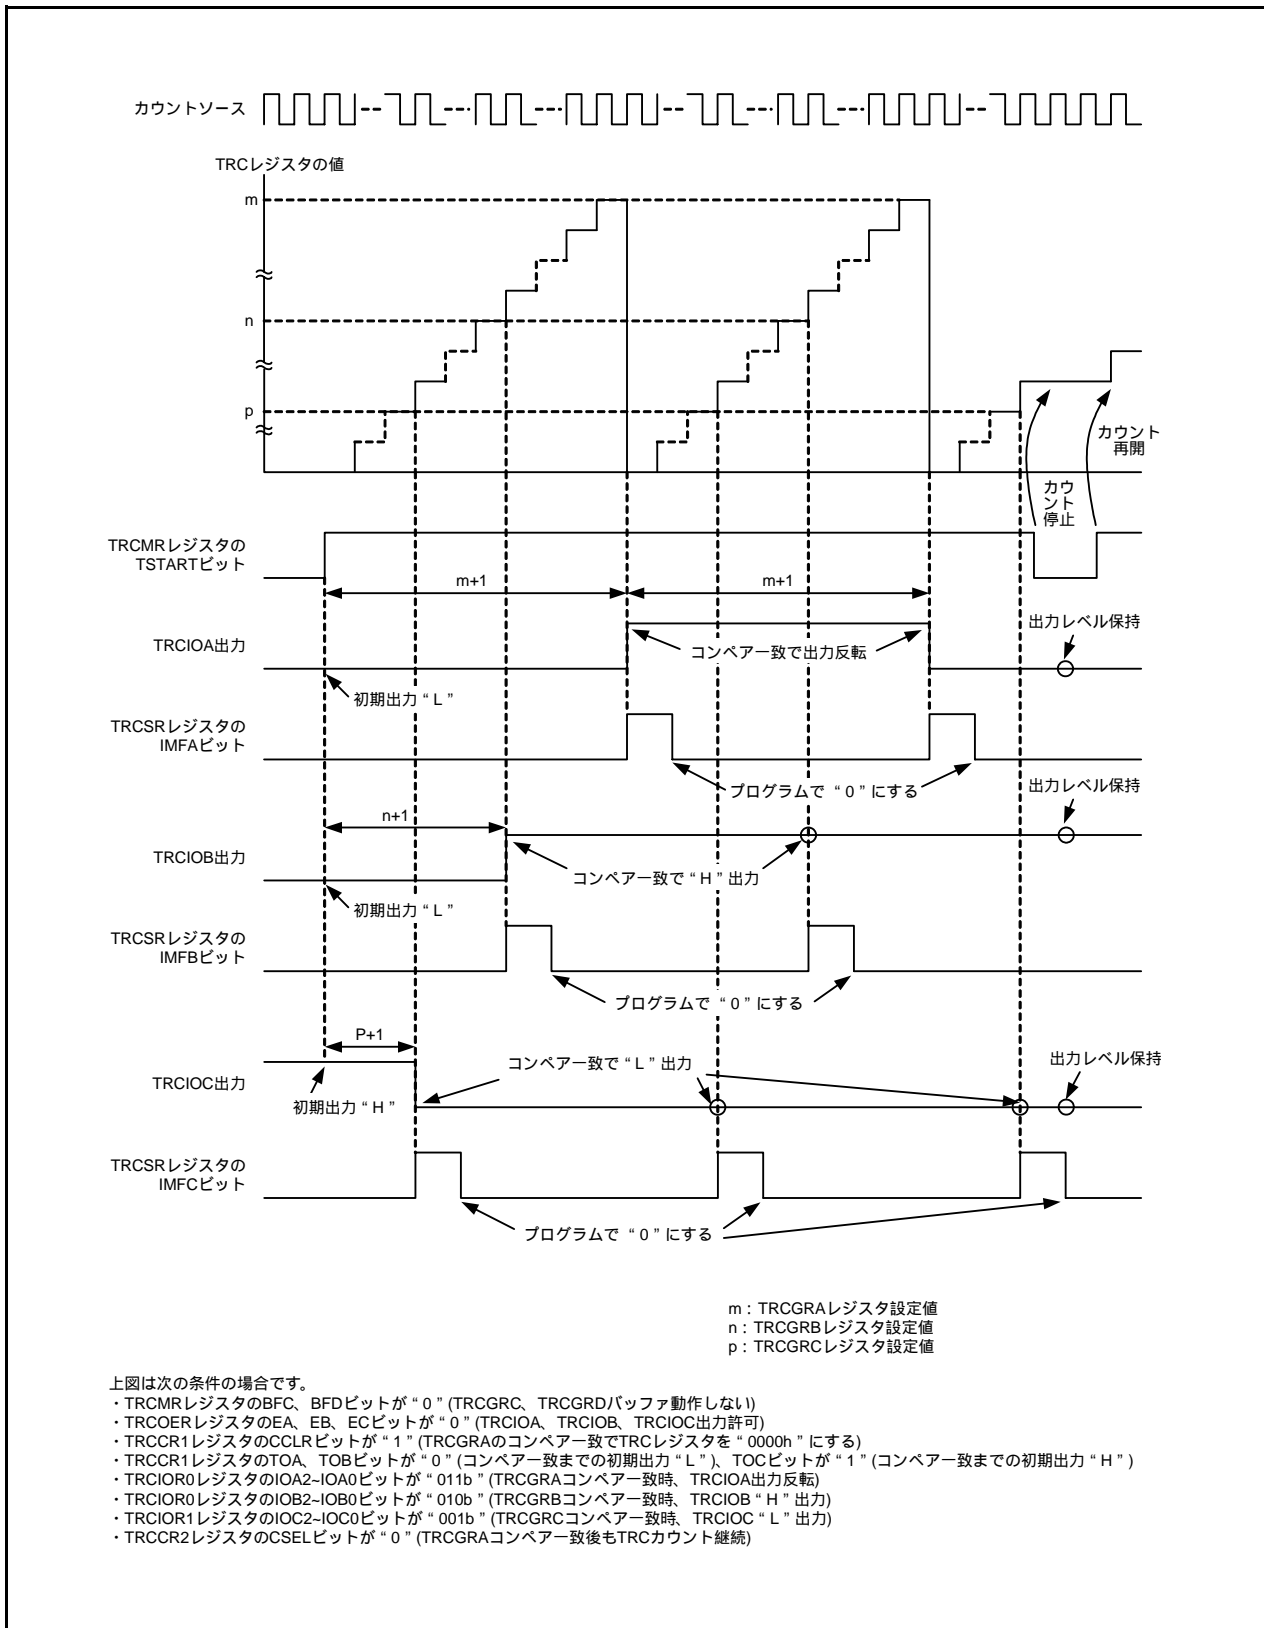 カウントソース
TRCレジスタの値
m
n
p
カウント
再開
カウ
ント
停止
TRCMRレジスタの
TSTARTビット
m+1
m+1
出力レベル保持
TRCIOA出力
コンペア一致で出力反転
初期出力“L”
TRCSRレジスタの
IMFAビット
プログラムで“0”にする
出力レベル保持
n+1
TRCIOB出力
コンペア一致で“H”出力
初期出力“L”
TRCSRレジスタの
IMFBビット
プログラムで“0”にする
P+1
コンペア一致で“L”出力
出力レベル保持
TRCIOC出力
初期出力“H”
TRCSRレジスタの
IMFCビット
プログラムで“0”にする
m：TRCGRAレジスタ設定値
n：TRCGRBレジスタ設定値
p：TRCGRCレジスタ設定値
上図は次の条件の場合です。
・TRCMRレジスタのBFC、BFDビットが“0”(TRCGRC、TRCGRDバッファ動作しない)
・TRCOERレジスタのEA、EB、ECビットが“0”(TRCIOA、TRCIOB、TRCIOC出力許可)
・TRCCR1レジスタのCCLRビットが“1”(TRCGRAのコンペア一致でTRCレジスタを“0000h”にする)
・TRCCR1レジスタのTOA、TOBビットが“0”(コンペア一致までの初期出力“L”)、TOCビットが“1”(コンペア一致までの初期出力“H”)
・TRCIOR0レジスタのIOA2~IOA0ビットが“011b”(TRCGRAコンペア一致時、TRCIOA出力反転)
・TRCIOR0レジスタのIOB2~IOB0ビットが“010b”(TRCGRBコンペア一致時、TRCIOB“H”出力)
・TRCIOR1レジスタのIOC2~IOC0ビットが“001b”(TRCGRCコンペア一致時、TRCIOC“L”出力)
・TRCCR2レジスタのCSELビットが“0”(TRCGRAコンペア一致後もTRCカウント継続)